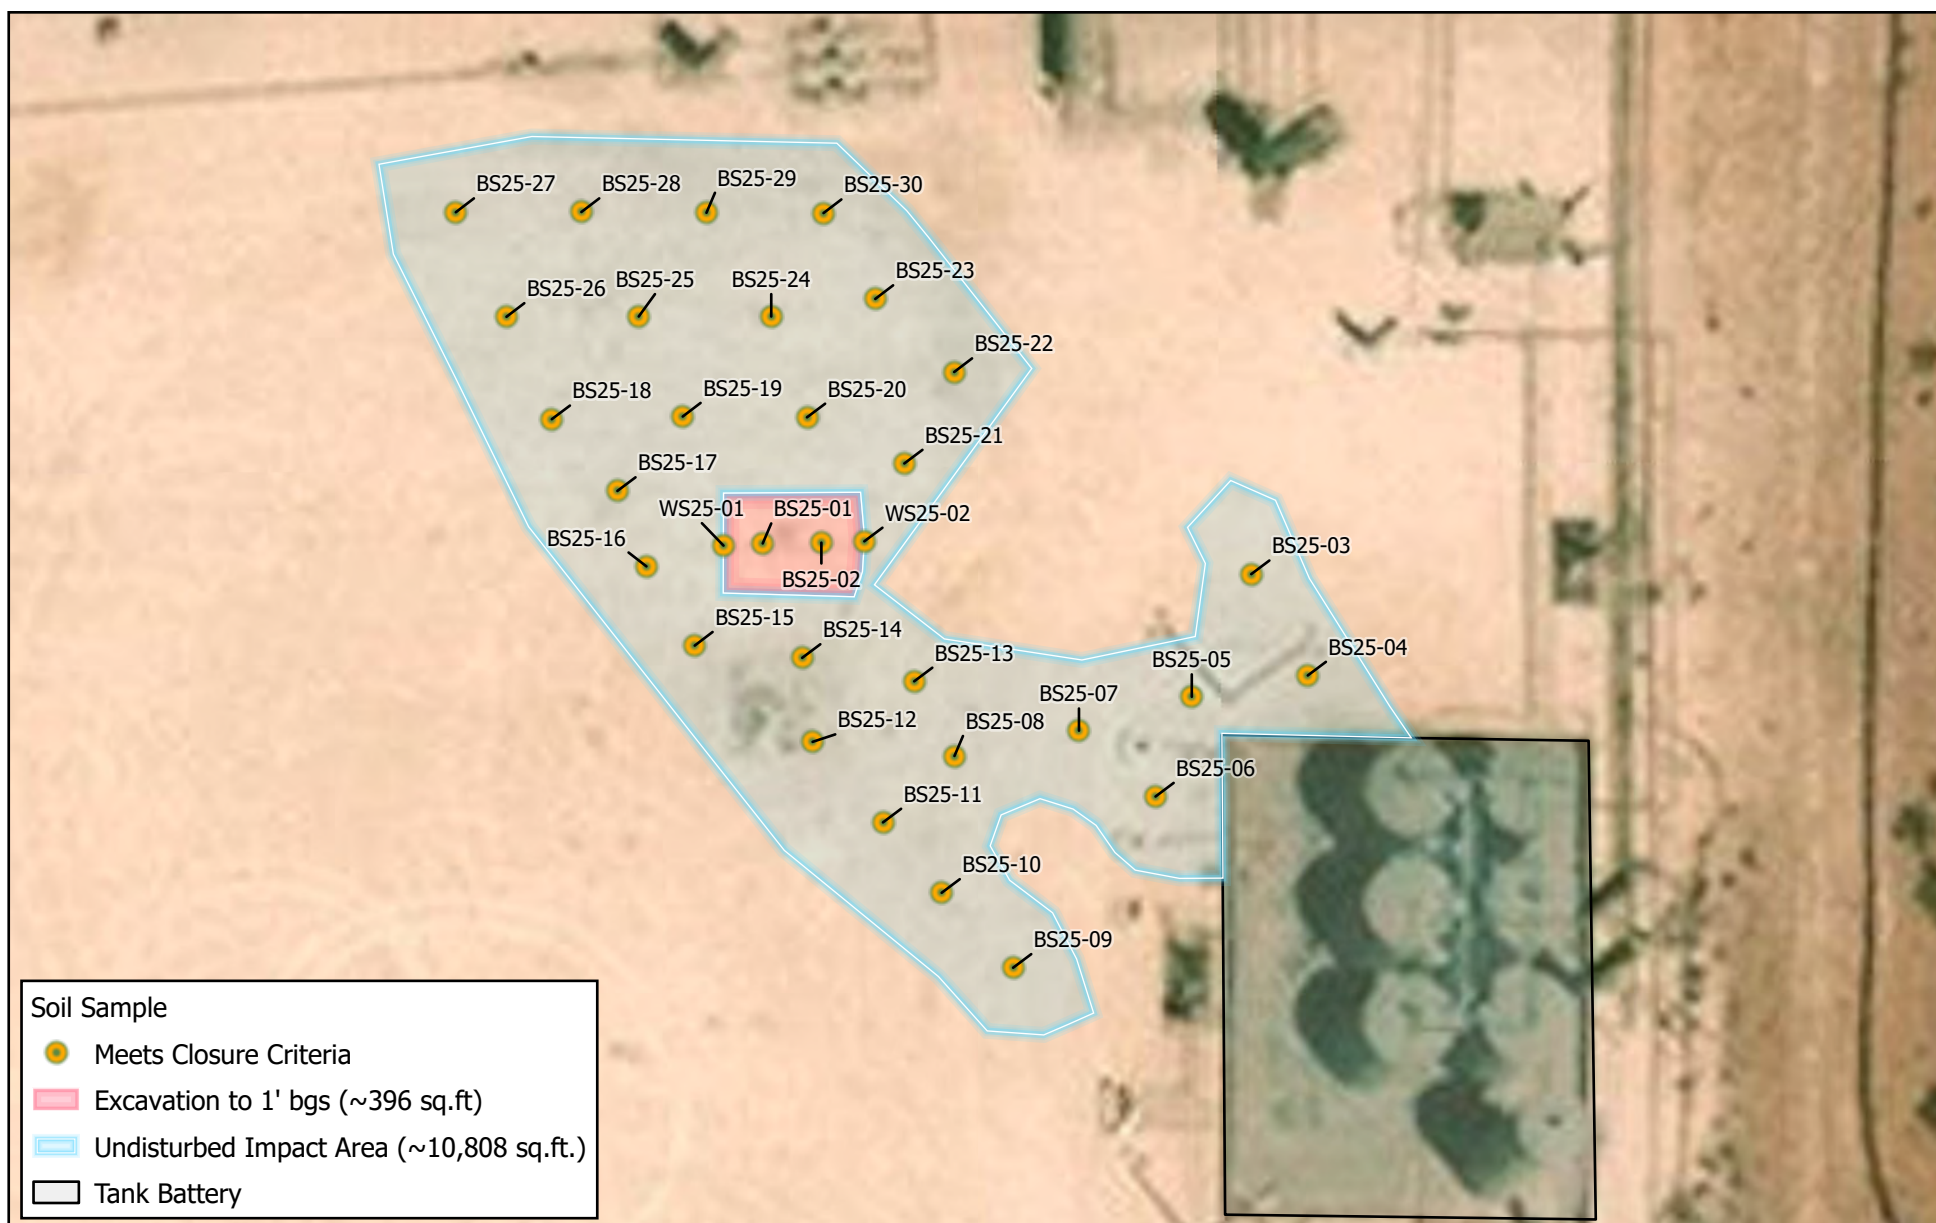 BS25-27
BS25-28
BS25-29
BS25-30
BS25-26
BS25-25
BS25-24
BS25-23
BS25-22
BS25-18
BS25-19
BS25-20
BS25-21
BS25-17
WS25-01
BS25-01
WS25-02
BS25-16
BS25-02
BS25-03
BS25-15
BS25-14
BS25-13
BS25-05
BS25-04
BS25-07
BS25-12
BS25-08
BS25-06
BS25-11
BS25-10
BS25-09
Soil Sample
Meets Closure Criteria
Excavation to 1' bgs (~396 sq.ft)
Undisturbed Impact Area (~10,808 sq.ft.)
Tank Battery